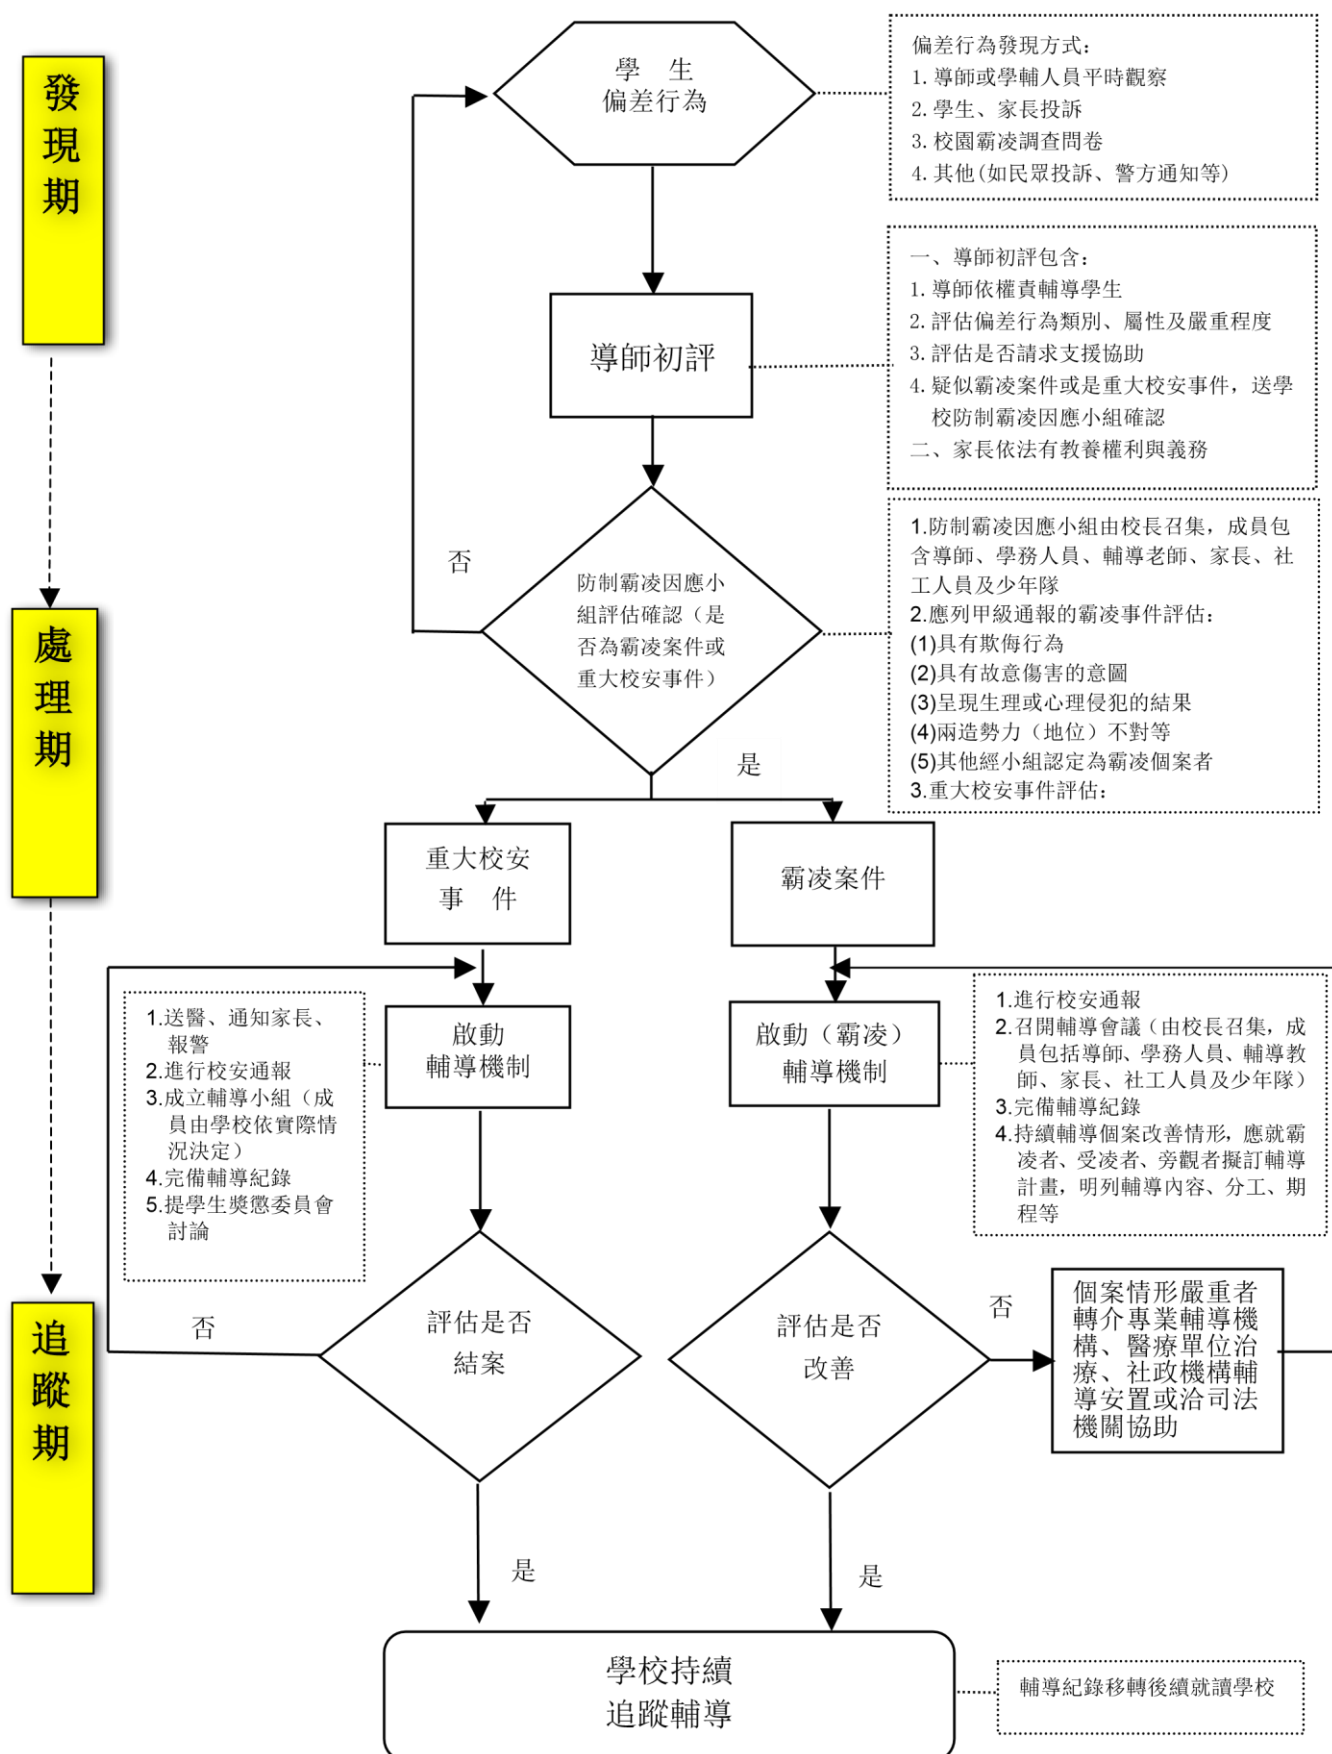 發現期
學 生
偏差行為
偏差行為發現方式：
1. 導師或學輔人員平時觀察
2. 學生、家長投訴
3. 校園霸凌調查問卷
4. 其他(如民眾投訴、警方通知等)
導師初評
一、導師初評包含：
1. 導師依權責輔導學生
2. 評估偏差行為類別、屬性及嚴重程度
3. 評估是否請求支援協助
4. 疑似霸凌案件或是重大校安事件，送學
校防制霸凌因應小組確認
二、家長依法有教養權利與義務
處理期
否
防制霸凌因應小
組評估確認（是
否為霸凌案件或
重大校安事件）
是
1.防制霸凌因應小組由校長召集，成員包
含導師、學務人員、輔導老師、家長、社
工人員及少年隊
2.應列甲級通報的霸凌事件評估：
(1)具有欺侮行為
(2)具有故意傷害的意圖
(3)呈現生理或心理侵犯的結果
(4)兩造勢力（地位）不對等
(5)其他經小組認定為霸凌個案者
3.重大校安事件評估：
重大校安
事 件
霸凌案件
1.送醫、通知家長、
報警
2.進行校安通報
3.成立輔導小組（成
員由學校依實際情
況決定）
4.完備輔導紀錄
5.提學生獎懲委員會
討論
啟動
輔導機制
啟動（霸凌）
輔導機制
1.進行校安通報
2.召開輔導會議（由校長召集，成
員包括導師、學務人員、輔導教
師、家長、社工人員及少年隊）
3.完備輔導紀錄
4.持續輔導個案改善情形，應就霸
凌者、受凌者、旁觀者擬訂輔導
計畫，明列輔導內容、分工、期
程等
追蹤期
否
評估是否
結案
是
評估是否
改善
否
個案情形嚴重者
轉介專業輔導機
構、醫療單位治
療、社政機構輔
導安置或洽司法
機關協助
是
學校持續
追蹤輔導
輔導紀錄移轉後續就讀學校